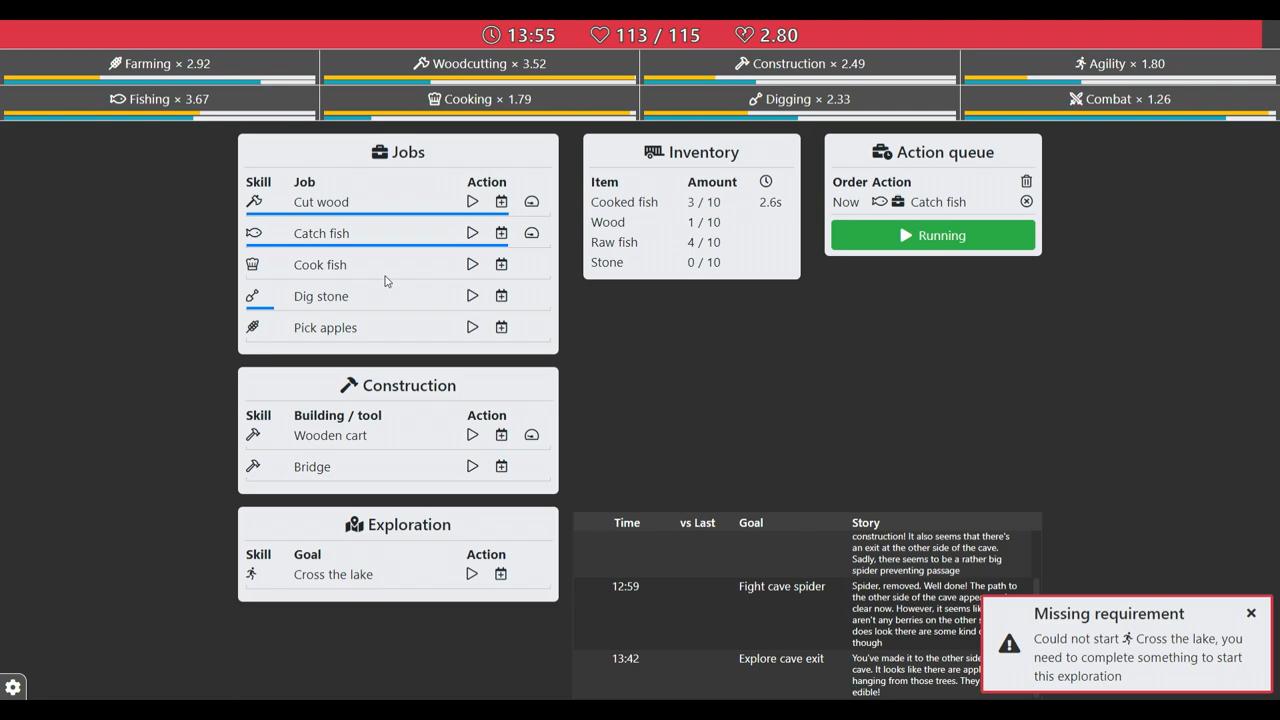 13:55 113 / 115 2.80
Farming × 2.92 Woodcutting × 3.52 Construction × 2.49 Agility × 1.80
Fishing × 3.67 Cooking × 1.79 Digging × 2.33 Combat × 1.26
Jobs
Skill Job Action
Cut wood
Catch fish
Cook fish
Dig stone
Pick apples
Construction
Skill Building / tool Action
Wooden cart
Bridge
Exploration
Skill Goal Action
Cross the lake
Inventory
Item Amount
Cooked fish 3 / 10 2.6s
Wood 1 / 10
Raw fish 4 / 10
Stone 0 / 10
Action queue
Order Action
Now Catch fish
Running
Time vs Last Goal Story
construction! It also seems that there's
an exit at the other side of the cave.
Sadly, there seems to be a rather big
spider preventing passage
12:59 Fight cave spider Spider, removed. Well done! The path to
the other side of the cave appea
clear now. However, it seems lik
aren't any berries on the other s
does look there are some kind o
though
13:42 Explore cave exit You've made it to the other side
cave. It looks like there are appl
hanging from those trees. They
edible!
Missing requirement
Could not start Cross the lake, you
need to complete something to start
this exploration